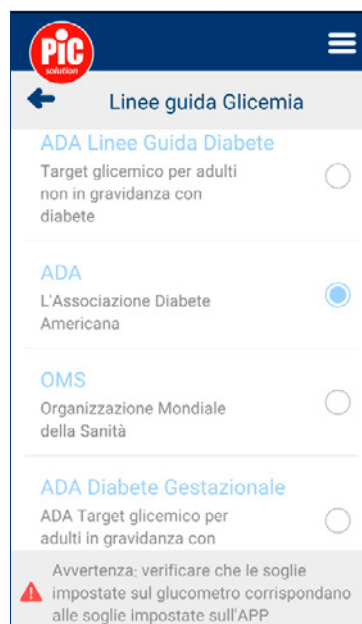 PiC
solution
Linee guida Glicemia
ADA Linee Guida Diabete
Target glicemico per adulti
non in gravidanza con
diabete
ADA
L'Associazione Diabete
Americana
OMS
Organizzazione Mondiale
della Sanità
ADA Diabete Gestazionale
ADA Target glicemico per
adulti in gravidanza con
Avvertenza: verificare che le soglie
impostate sul glucometro corrispondano
alle soglie impostate sull'APP